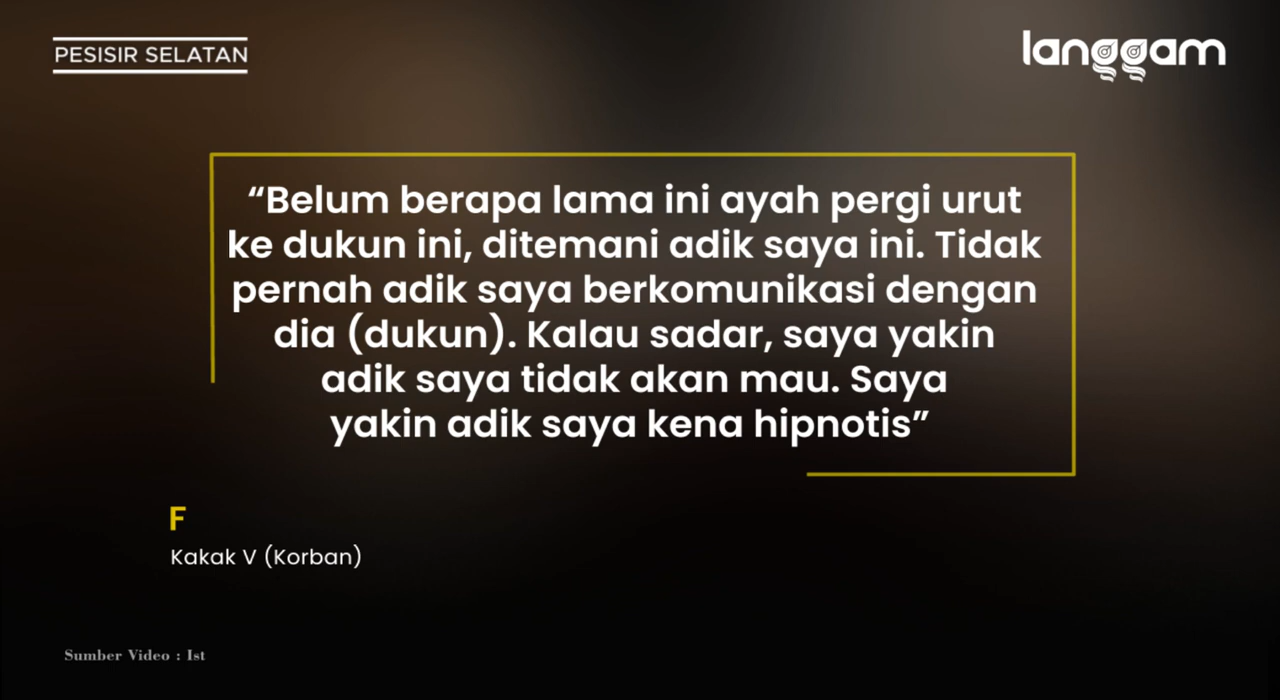 PESISIR SELATAN
langgam
“Belum berapa lama ini ayah pergi urut
ke dukun ini, ditemani adik saya ini. Tidak
pernah adik saya berkomunikasi dengan
dia (dukun). Kalau sadar, saya yakin
adik saya tidak akan mau. Saya
yakin adik saya kena hipnotis”
F
Kakak V (Korban)
Sumber Video : Ist